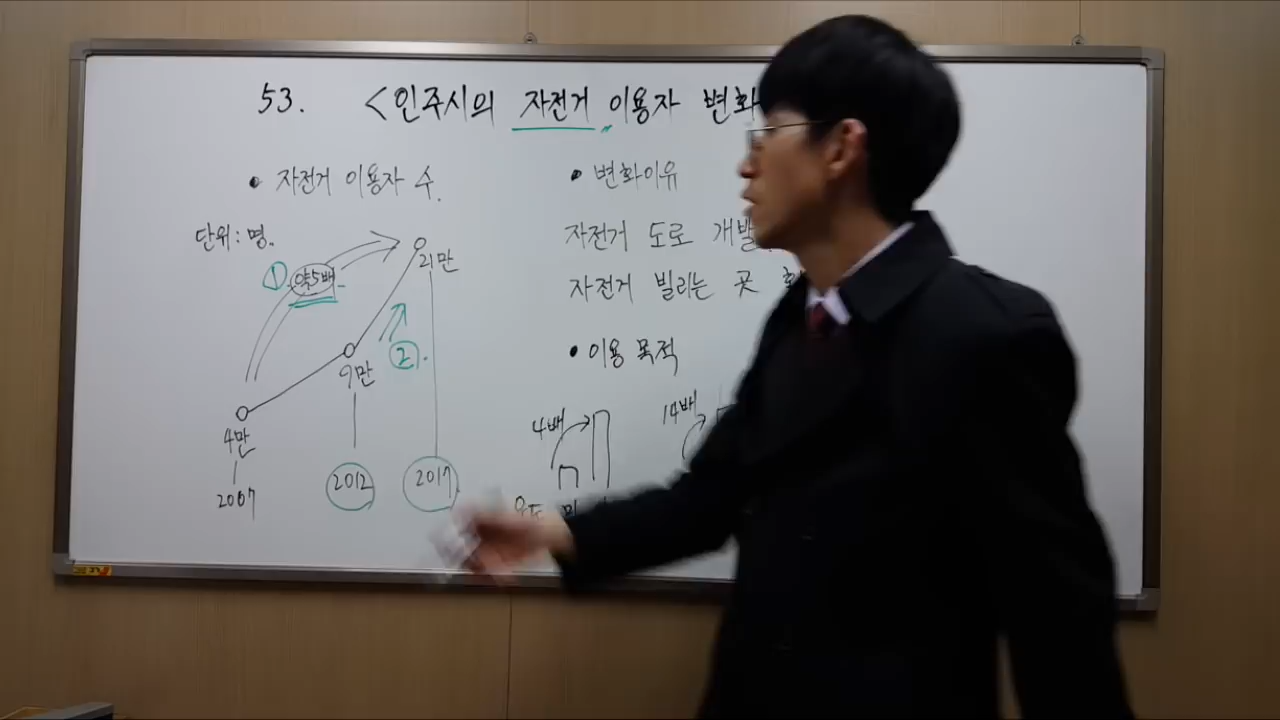 53. <인주시의 자전거 이용자 변화
• 자전거 이용자 수.
단위: 명.
① 약5배
21만
②
9만
4만
2007
2012
2017
• 변화이유
자전거 도로 개발
자전거 빌리는 곳
• 이용 목적
4배
14배